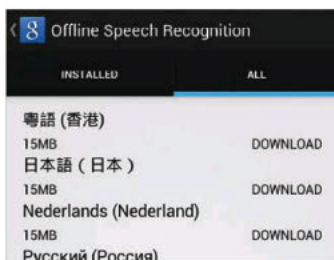 Offline Speech Recognition
INSTALLED ALL
粵語 (香港)
15MB DOWNLOAD
日本語 ( 日本 )
15MB DOWNLOAD
Nederlands (Nederland)
15MB DOWNLOAD
Русский (Россия)